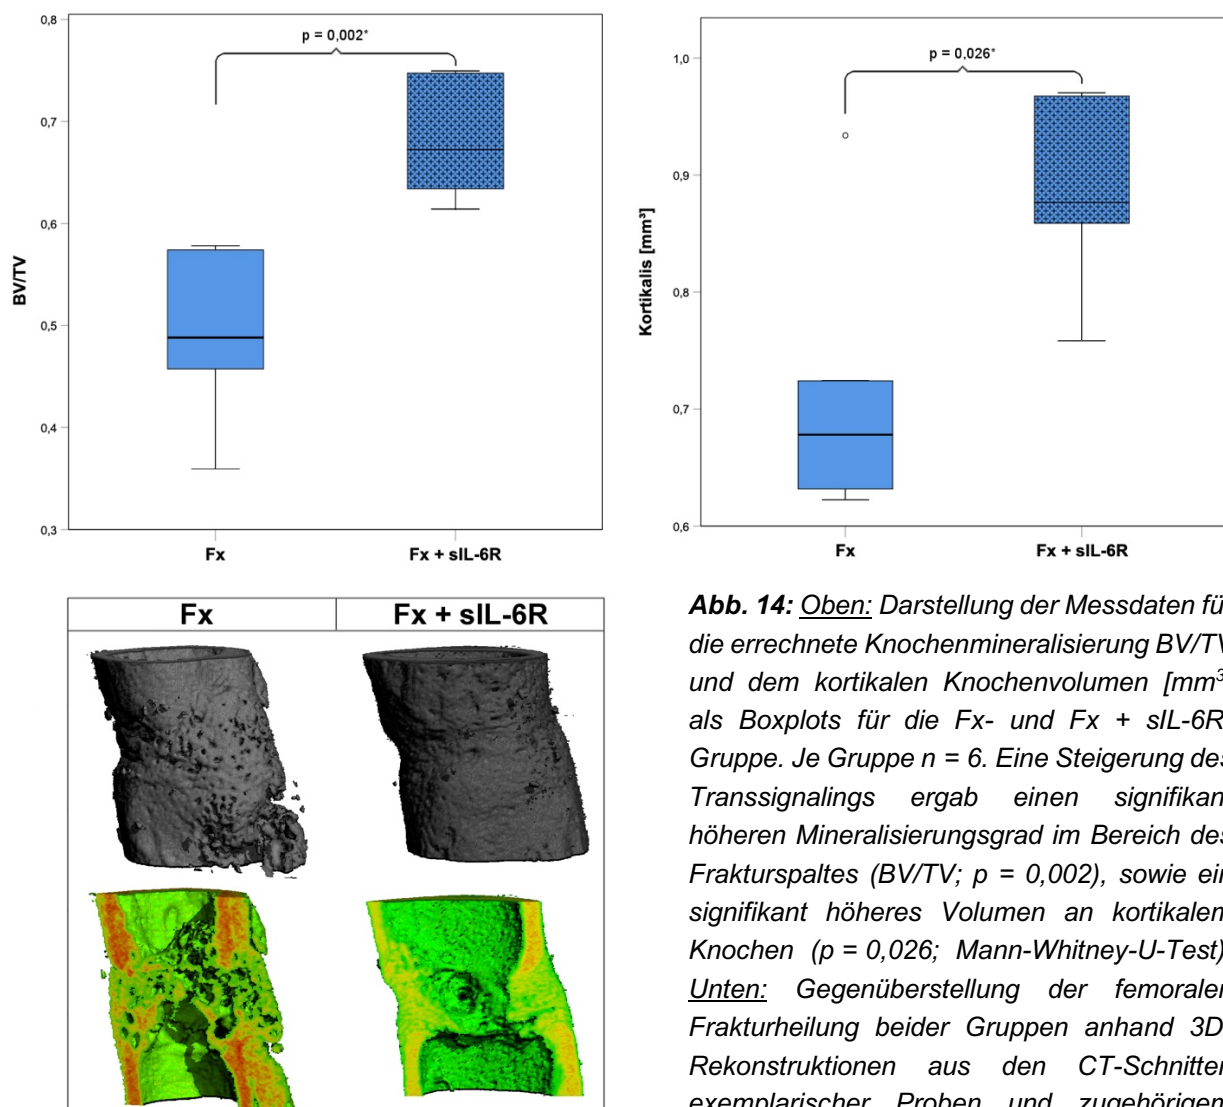 0,8
0,7
0,6
0,5
0,4
0,3
BV/TV
p = 0,002*
Fx
Fx + sIL-6R
1,0
0,9
0,8
0,7
0,6
Kortikalis [mm³]
p = 0,026*
Fx
Fx + sIL-6R
Fx
Fx + sIL-6R
Abb. 14: Oben: Darstellung der Messdaten fü
die errechnete Knochenmineralisierung BV/TV
und dem kortikalen Knochenvolumen [mm³
als Boxplots für die Fx- und Fx + sIL-6R
Gruppe. Je Gruppe n = 6. Eine Steigerung des
Transsignalings ergab einen signifikan
höheren Mineralisierungsgrad im Bereich des
Frakturspaltes (BV/TV; p = 0,002), sowie ein
signifikant höheres Volumen an kortikalen
Knochen (p = 0,026; Mann-Whitney-U-Test)
Unten: Gegenüberstellung der femoralen
Frakturheilung beider Gruppen anhand 3D
Rekonstruktionen aus den CT-Schnitten
exemplarischer Proben und zugehörigen